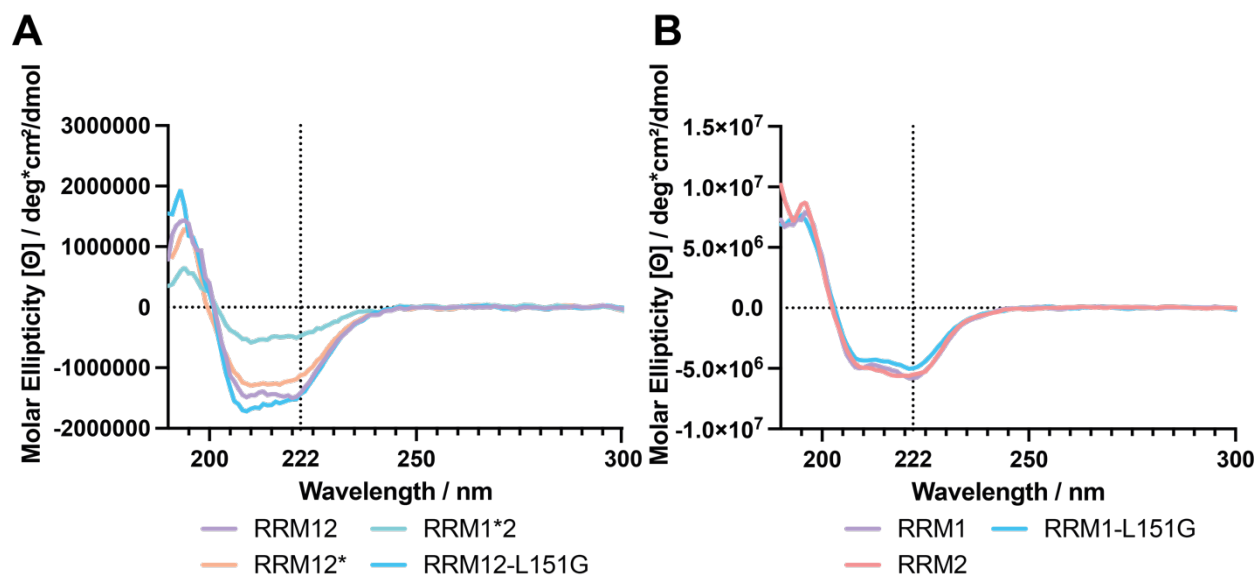 A
Molar Ellipticity [Θ] / deg*cm²/dmol
3000000
2000000
1000000
0
-1000000
-2000000
200
222
250
300
Wavelength / nm
RRM12
RRM1*2
RRM12*
RRM12-L151G
B
Molar Ellipticity [Θ] / deg*cm²/dmol
1.5×10⁷
1.0×10⁷
5.0×10⁶
0.0
-5.0×10⁶
-1.0×10⁷
200
222
250
300
Wavelength / nm
RRM1
RRM1-L151G
RRM2